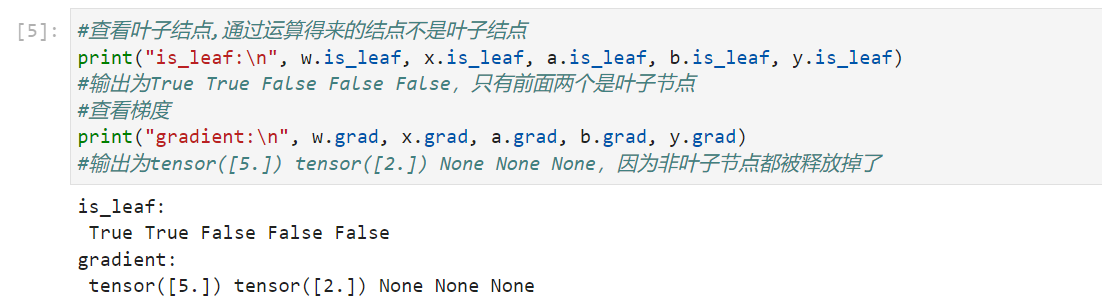 [5]:
#查看叶子结点,通过运算得来的结点不是叶子结点
print("is_leaf:\n", w.is_leaf, x.is_leaf, a.is_leaf, b.is_leaf, y.is_leaf)
#输出为True True False False False，只有前面两个是叶子节点
#查看梯度
print("gradient:\n", w.grad, x.grad, a.grad, b.grad, y.grad)
#输出为tensor([5.]) tensor([2.]) None None None，因为非叶子节点都被释放掉了
is_leaf:
 True True False False False
gradient:
 tensor([5.]) tensor([2.]) None None None